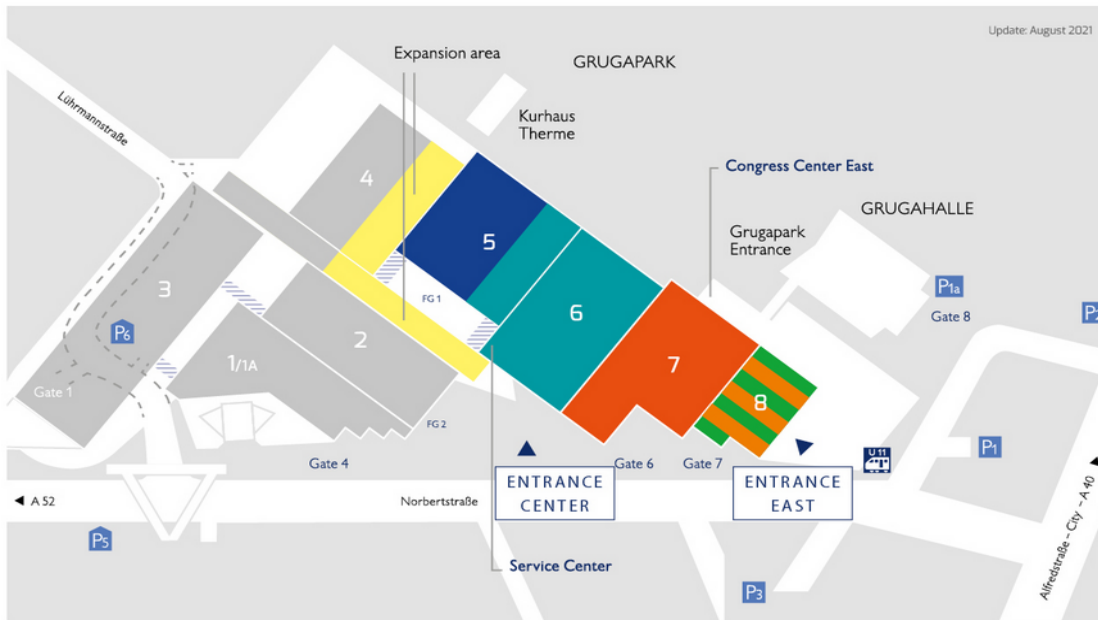 Update: August 2021
Expansion area
GRUGAPARK
Lührmannstraße
Kurhaus
Therme
Congress Center East
4
GRUGAHALLE
Grugapark
Entrance
5
3
FG 1
6
P1a
Gate 8
P6
2
7
1/1A
Gate 1
8
FG 2
U 11
P1
Gate 4
Gate 6
Gate 7
ENTRANCE
CENTER
ENTRANCE
EAST
A 52
Norbertstraße
P5
Service Center
P3
Alfredstraße – City – A 40